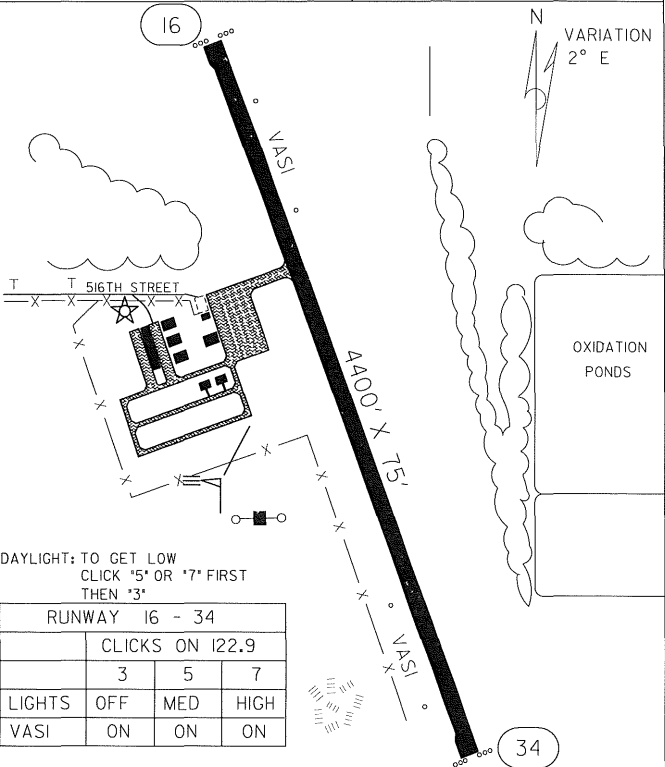 16
N
VARIATION
2° E
VASI
T T 516TH STREET
OXIDATION
PONDS
4400' X 75'
DAYLIGHT: TO GET LOW
CLICK "5" OR "7" FIRST
THEN "3"
RUNWAY 16 - 34
CLICKS ON 122.9
3 5 7
LIGHTS OFF MED HIGH
VASI ON ON ON
VASI
34